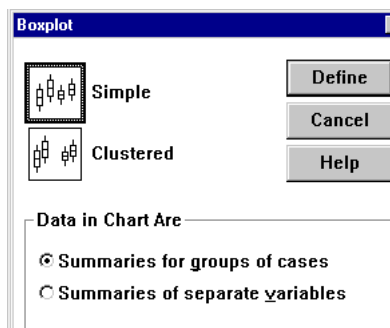 Boxplot
Simple
Clustered
Define
Cancel
Help
Data in Chart Are
Summaries for groups of cases
Summaries of separate variables